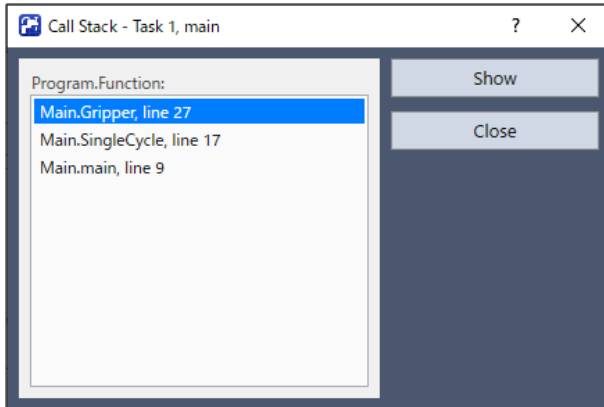 Call Stack - Task 1, main
?
Program.Function:
Main.Gripper, line 27
Main.SingleCycle, line 17
Main.main, line 9
Show
Close